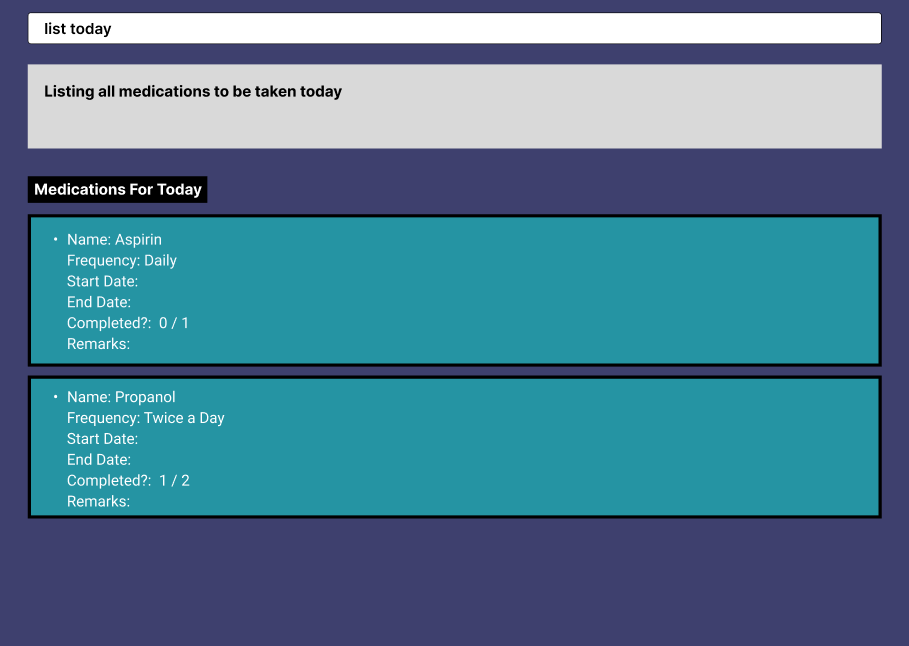 list today
Listing all medications to be taken today
Medications For Today
• Name: Aspirin
Frequency: Daily
Start Date:
End Date:
Completed?: 0 / 1
Remarks:
• Name: Propanol
Frequency: Twice a Day
Start Date:
End Date:
Completed?: 1 / 2
Remarks: